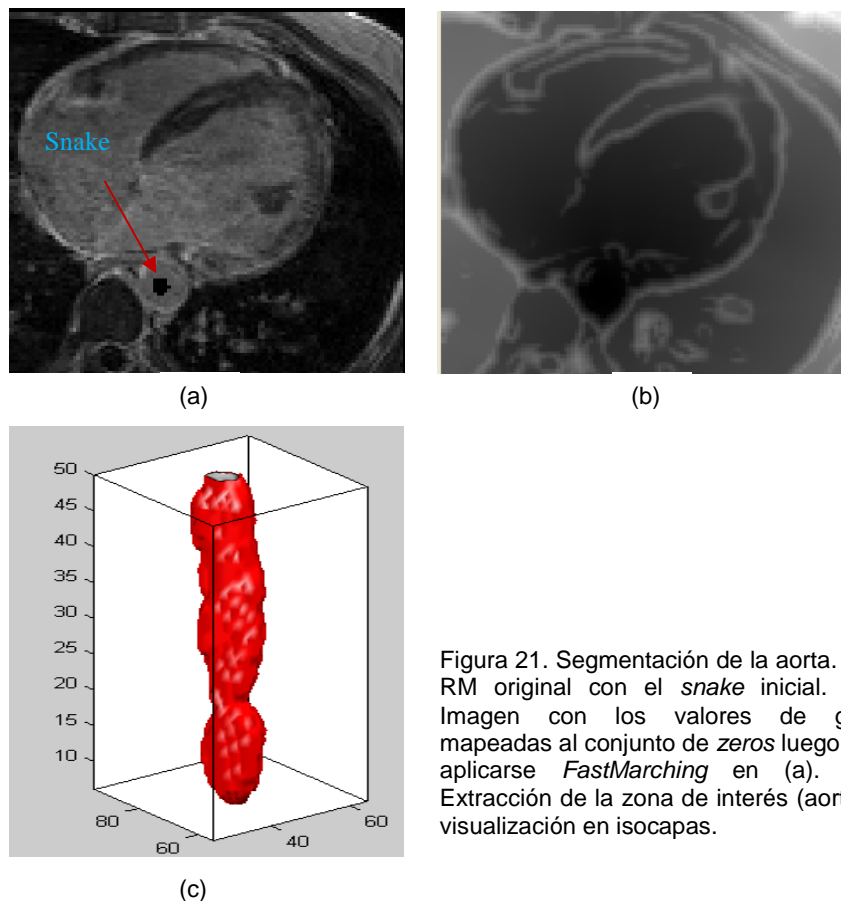 Snake
(a)
(b)
50
45
40
35
30
25
20
15
10
80
60
40
60
(c)
Figura 21. Segmentación de la aorta.
RM original con el snake inicial.
Imagen con los valores de
mapeadas al conjunto de zeros luego
aplicarse FastMarching en (a).
Extracción de la zona de interés
visualización en isocapas.